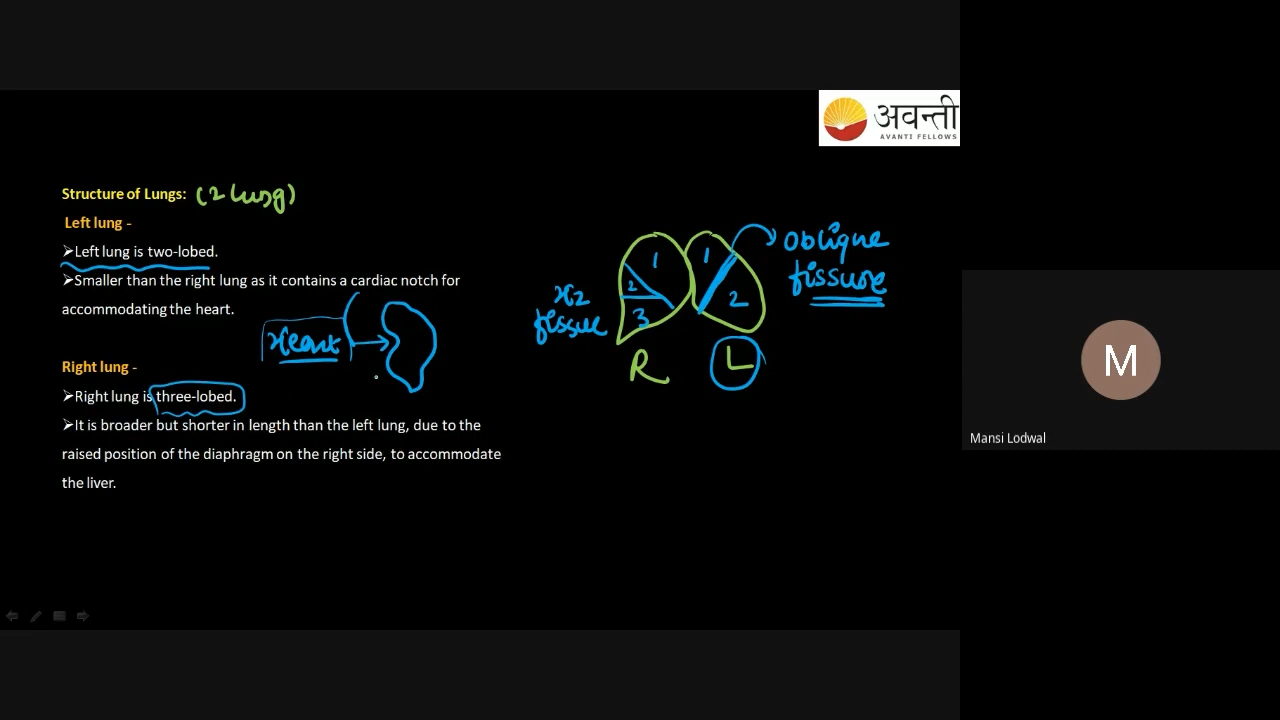 अवन्ती
AVANTI FELLOWS
Structure of Lungs: (2 lung)
Left lung -
➢Left lung is two-lobed.
➢Smaller than the right lung as it contains a cardiac notch for
accommodating the heart.
Heart
Right lung -
➢Right lung is three-lobed.
➢It is broader but shorter in length than the left lung, due to the
raised position of the diaphragm on the right side, to accommodate
the liver.
oblique
fissure
1
2
3
1
2
fissue
R
L
M
Mansi Lodwal